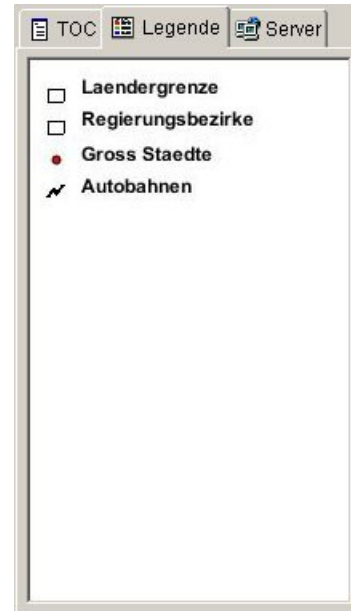 TOC Legende Server
Laendergrenze
Regierungsbezirke
Gross Staedte
Autobahnen